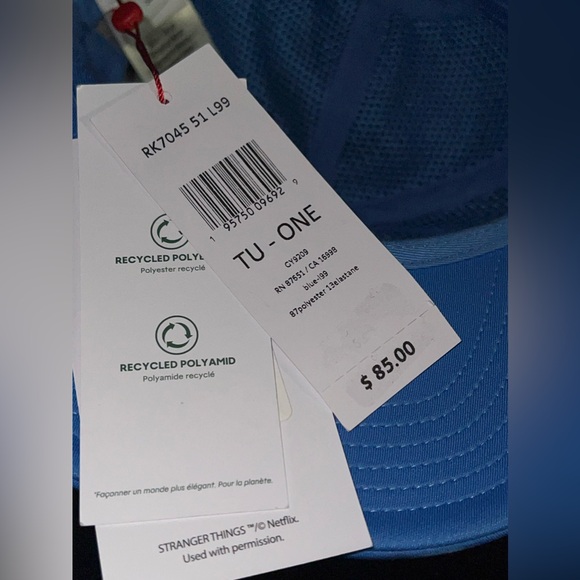 RK7045 51 L99
1 95750 09692 9
TU - ONE
CY9209
RN 87651 / CA 16998
blue-l99
87polyester 13elastane
$ 85.00
RECYCLED POLYE
Polyester recyclé
RECYCLED POLYAMID
Polyamide recyclé
*Façonner un monde plus élégant. Pour la planète.
STRANGER THINGS ™/© Netflix.
Used with permission.